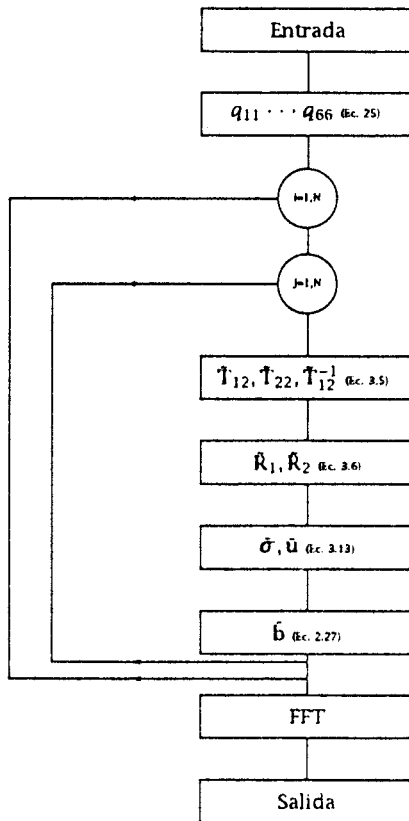 Entrada
q₁₁ ··· q₆₆ (Ec. 25)
i=1,N
j=1,N
T̃₁₂, T̃₂₂, T̃₁₂⁻¹ (Ec. 3.5)
R̃₁, R̃₂ (Ec. 3.6)
σ̃, ũ (Ec. 3.13)
b̃ (Ec. 2.27)
FFT
Salida